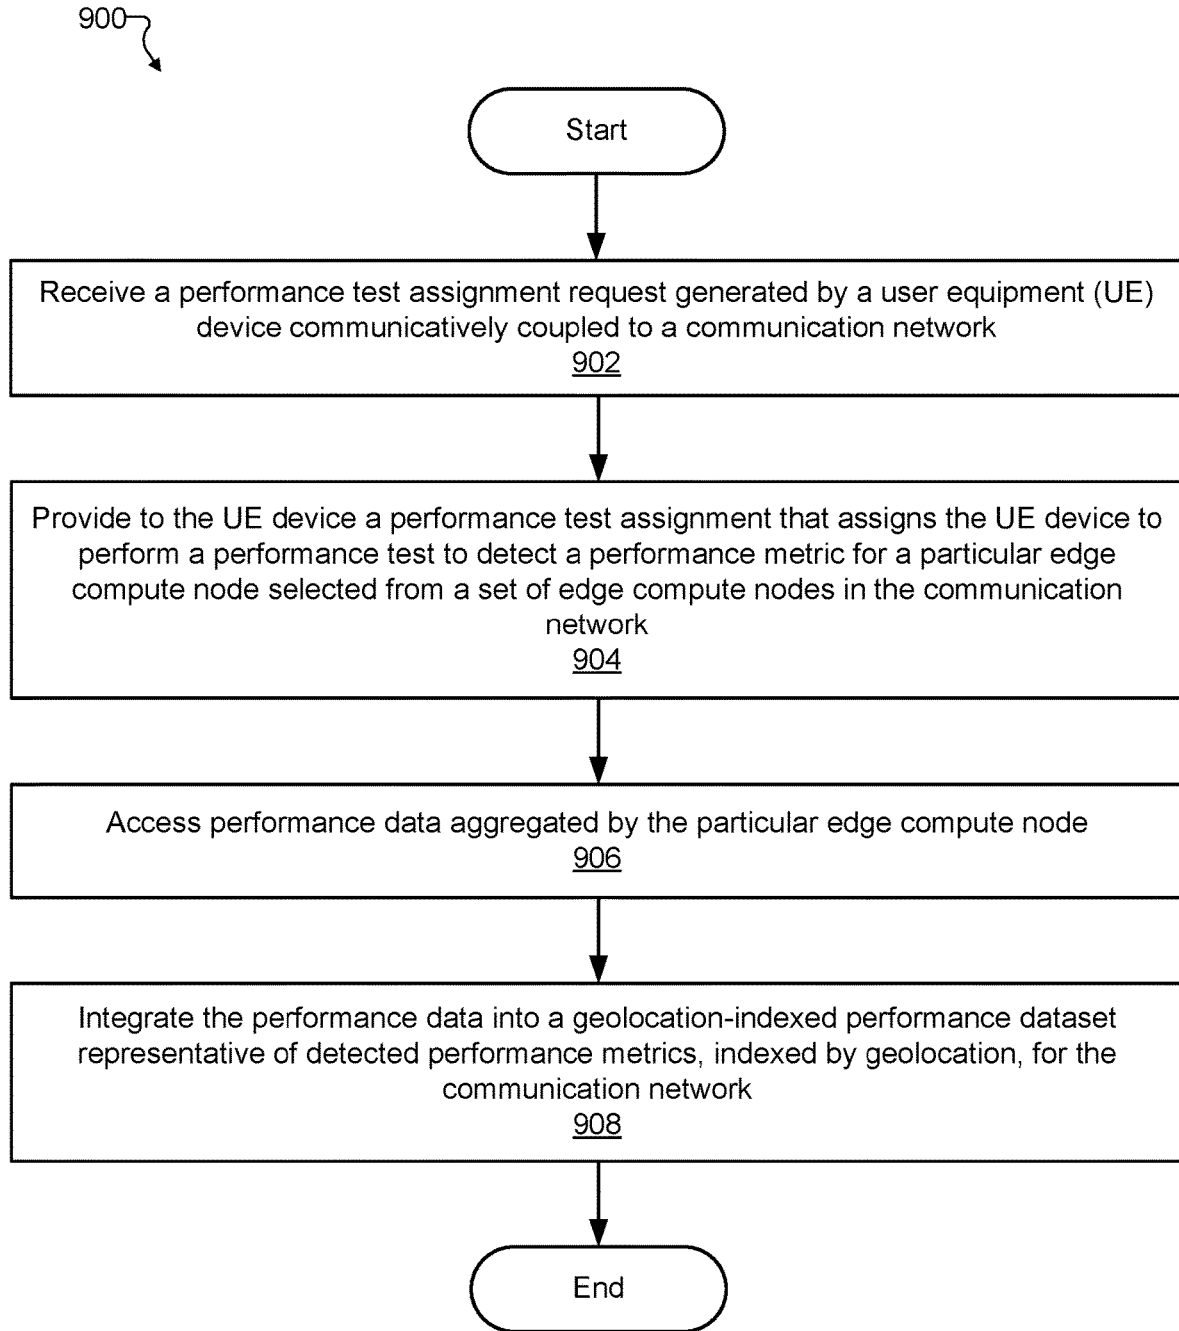 900
Start
Receive a performance test assignment request generated by a user equipment (UE)
device communicatively coupled to a communication network
902
Provide to the UE device a performance test assignment that assigns the UE device to
perform a performance test to detect a performance metric for a particular edge
compute node selected from a set of edge compute nodes in the communication
network
904
Access performance data aggregated by the particular edge compute node
906
Integrate the performance data into a geolocation-indexed performance dataset
representative of detected performance metrics, indexed by geolocation, for the
communication network
908
End